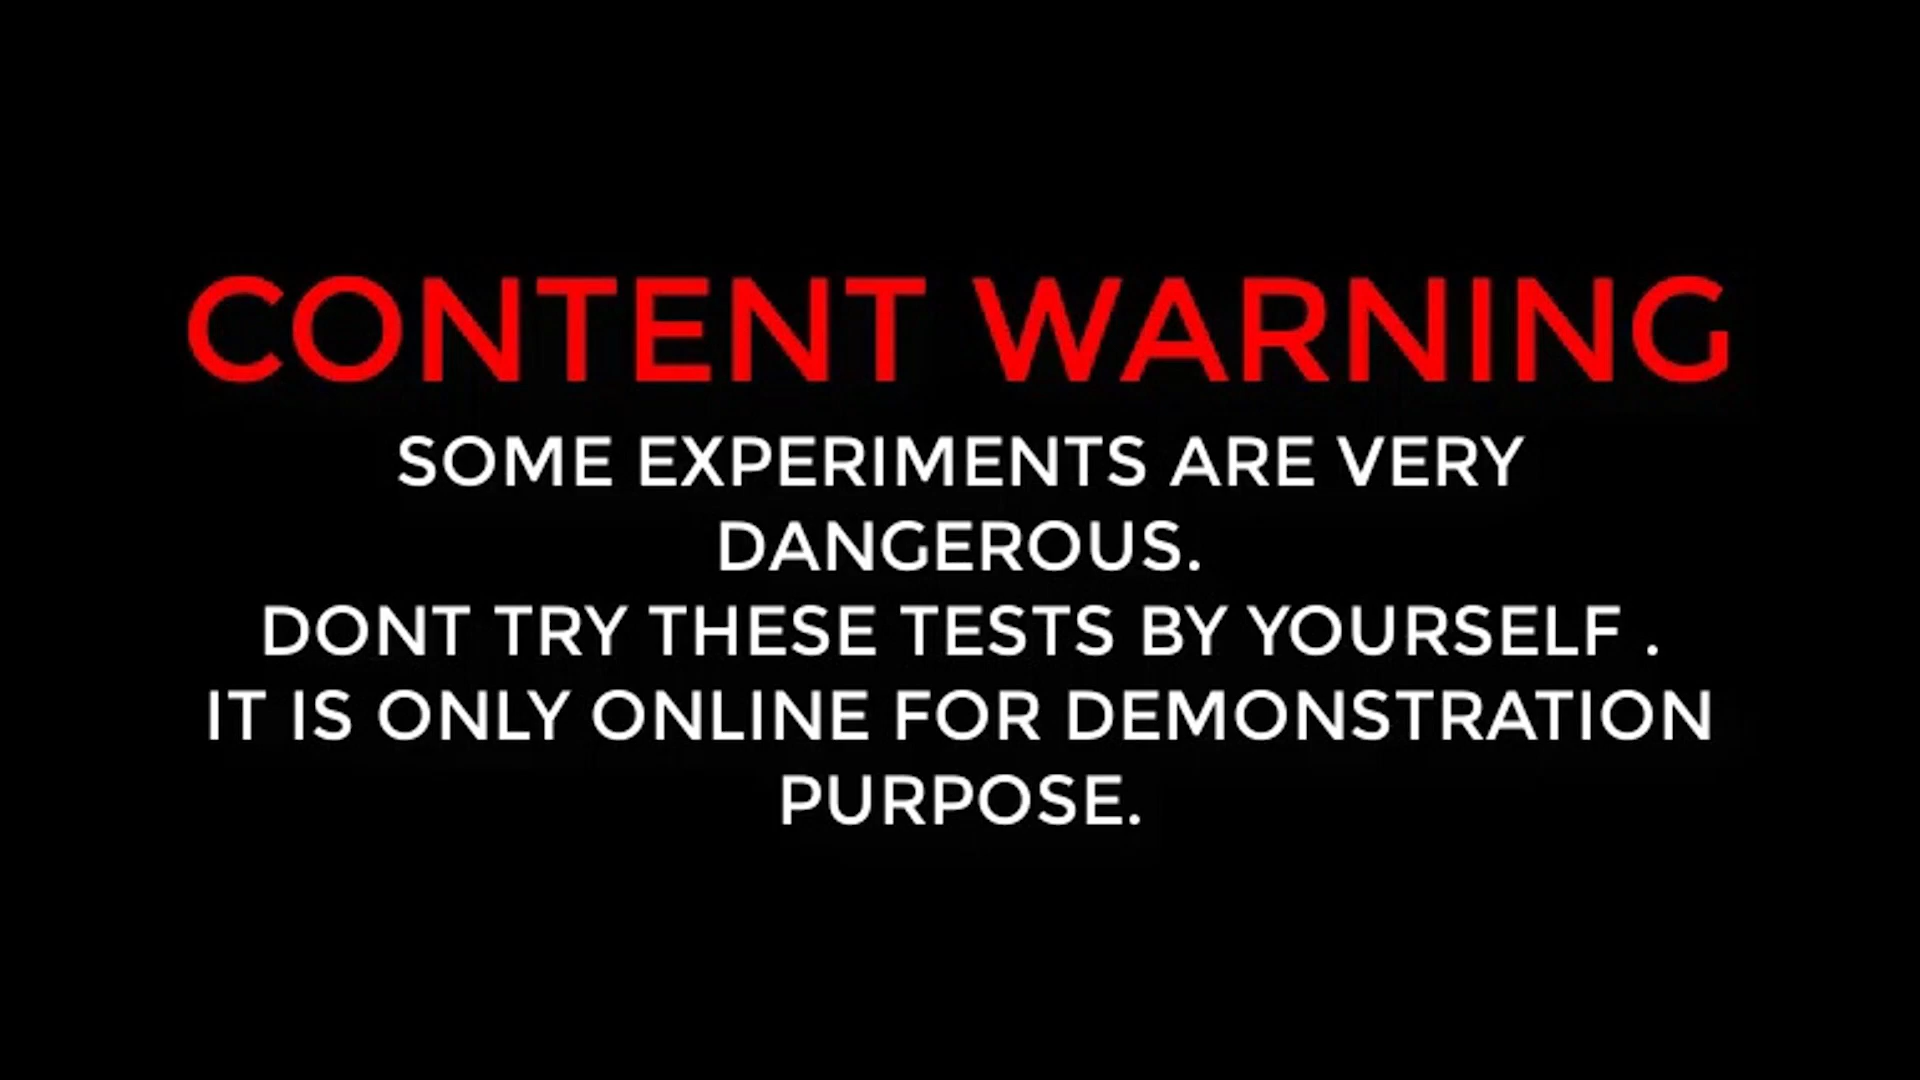 CONTENT WARNING
SOME EXPERIMENTS ARE VERY
DANGEROUS.
DONT TRY THESE TESTS BY YOURSELF .
IT IS ONLY ONLINE FOR DEMONSTRATION
PURPOSE.